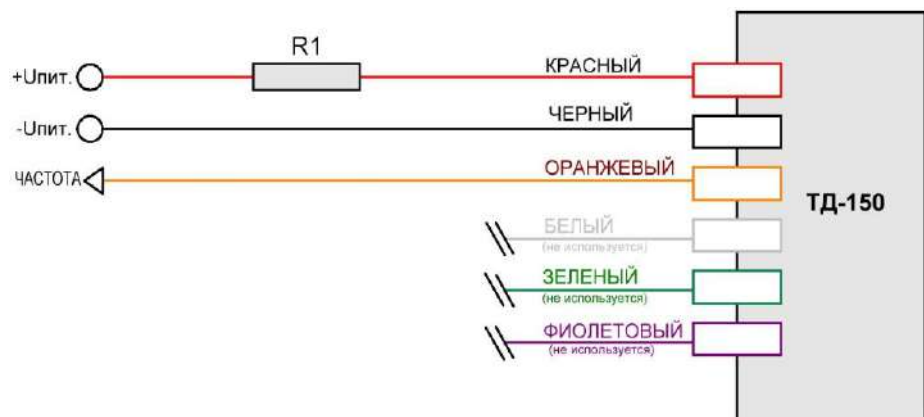 R1
+Uпит.
КРАСНЫЙ
-Uпит.
ЧЕРНЫЙ
ЧАСТОТА
ОРАНЖЕВЫЙ
ТД-150
БЕЛЫЙ
(не используется)
ЗЕЛЕНЫЙ
(не используется)
ФИОЛЕТОВЫЙ
(не используется)